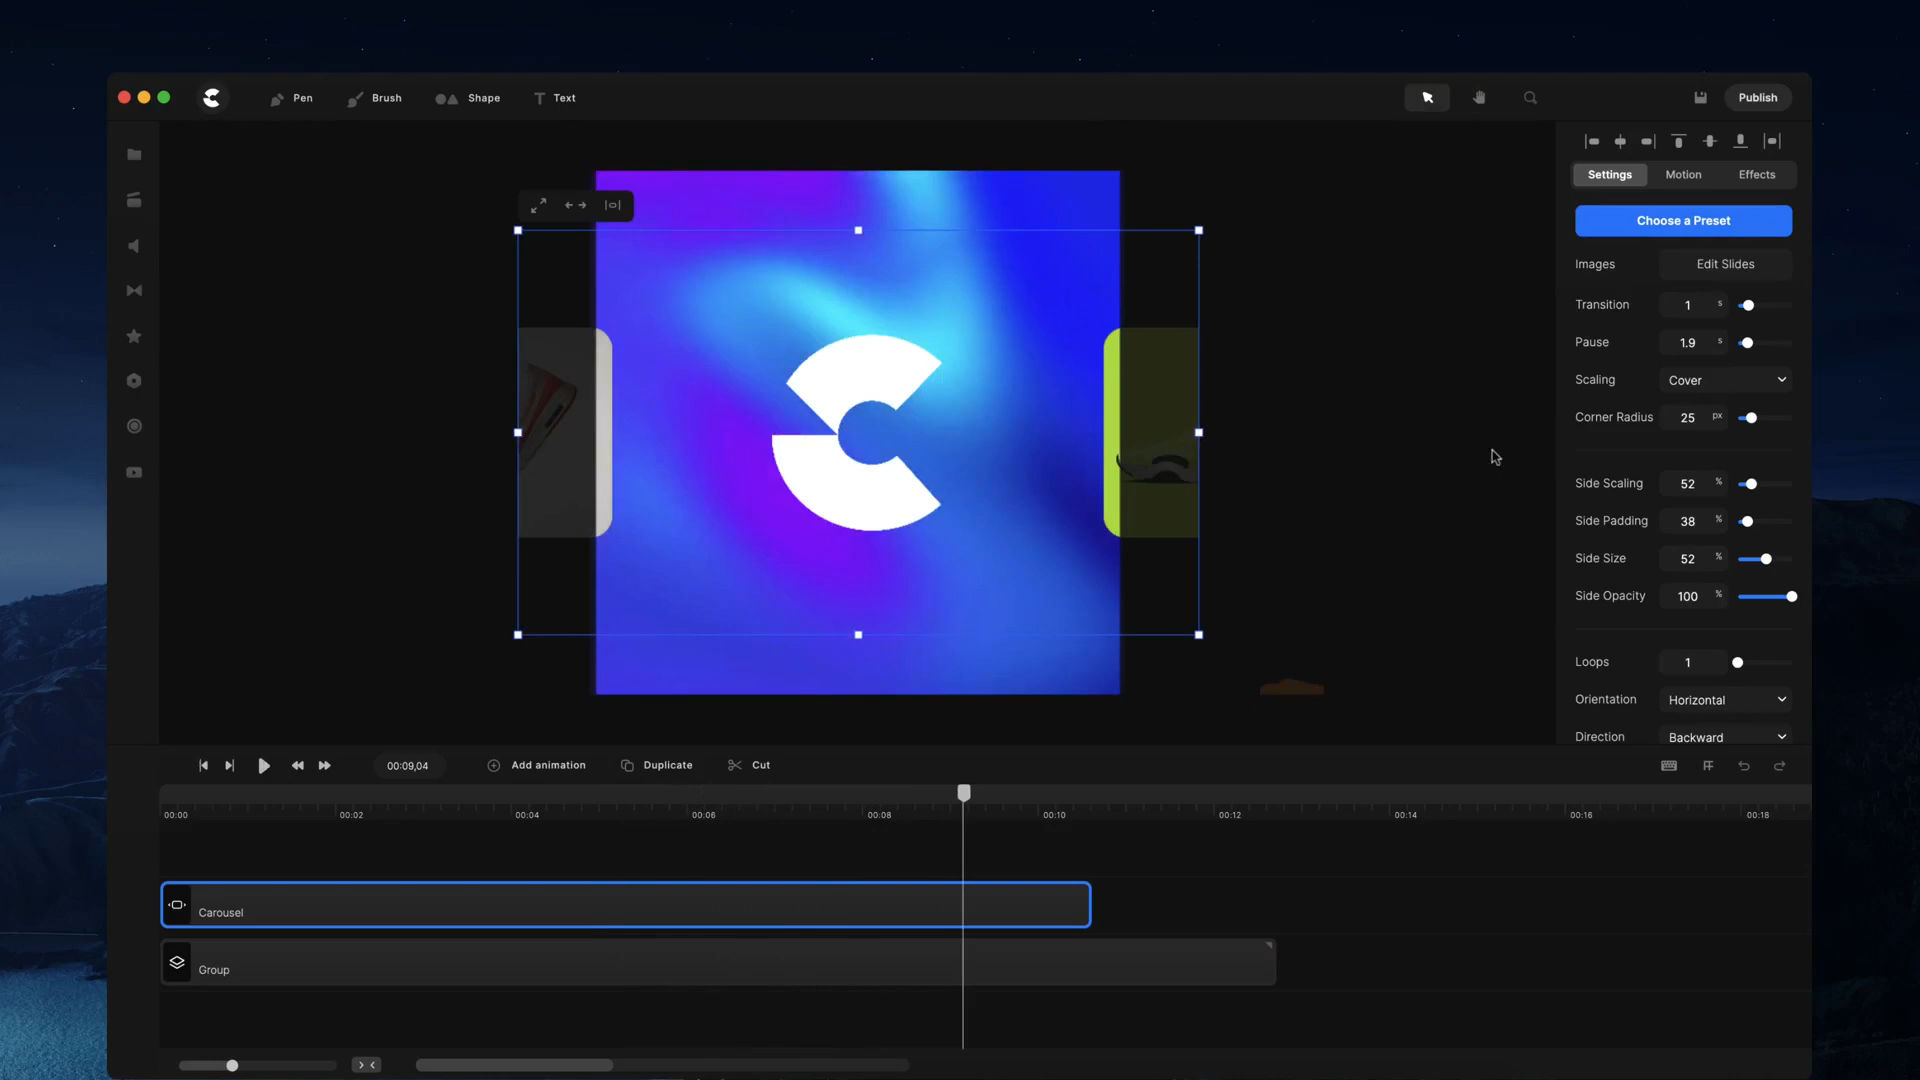 Pen Brush Shape Text Publish
Settings Motion Effects
Choose a Preset
Images Edit Slides
Transition 1 s
Pause 1.9 s
Scaling Cover
Corner Radius 25 px
Side Scaling 52 %
Side Padding 38 %
Side Size 52 %
Side Opacity 100 %
Loops 1
Orientation Horizontal
Direction Backward
00:09,04 Add animation Duplicate Cut
00:00 00:02 00:04 00:06 00:08 00:10 00:12 00:14 00:16 00:18
Carousel
Group